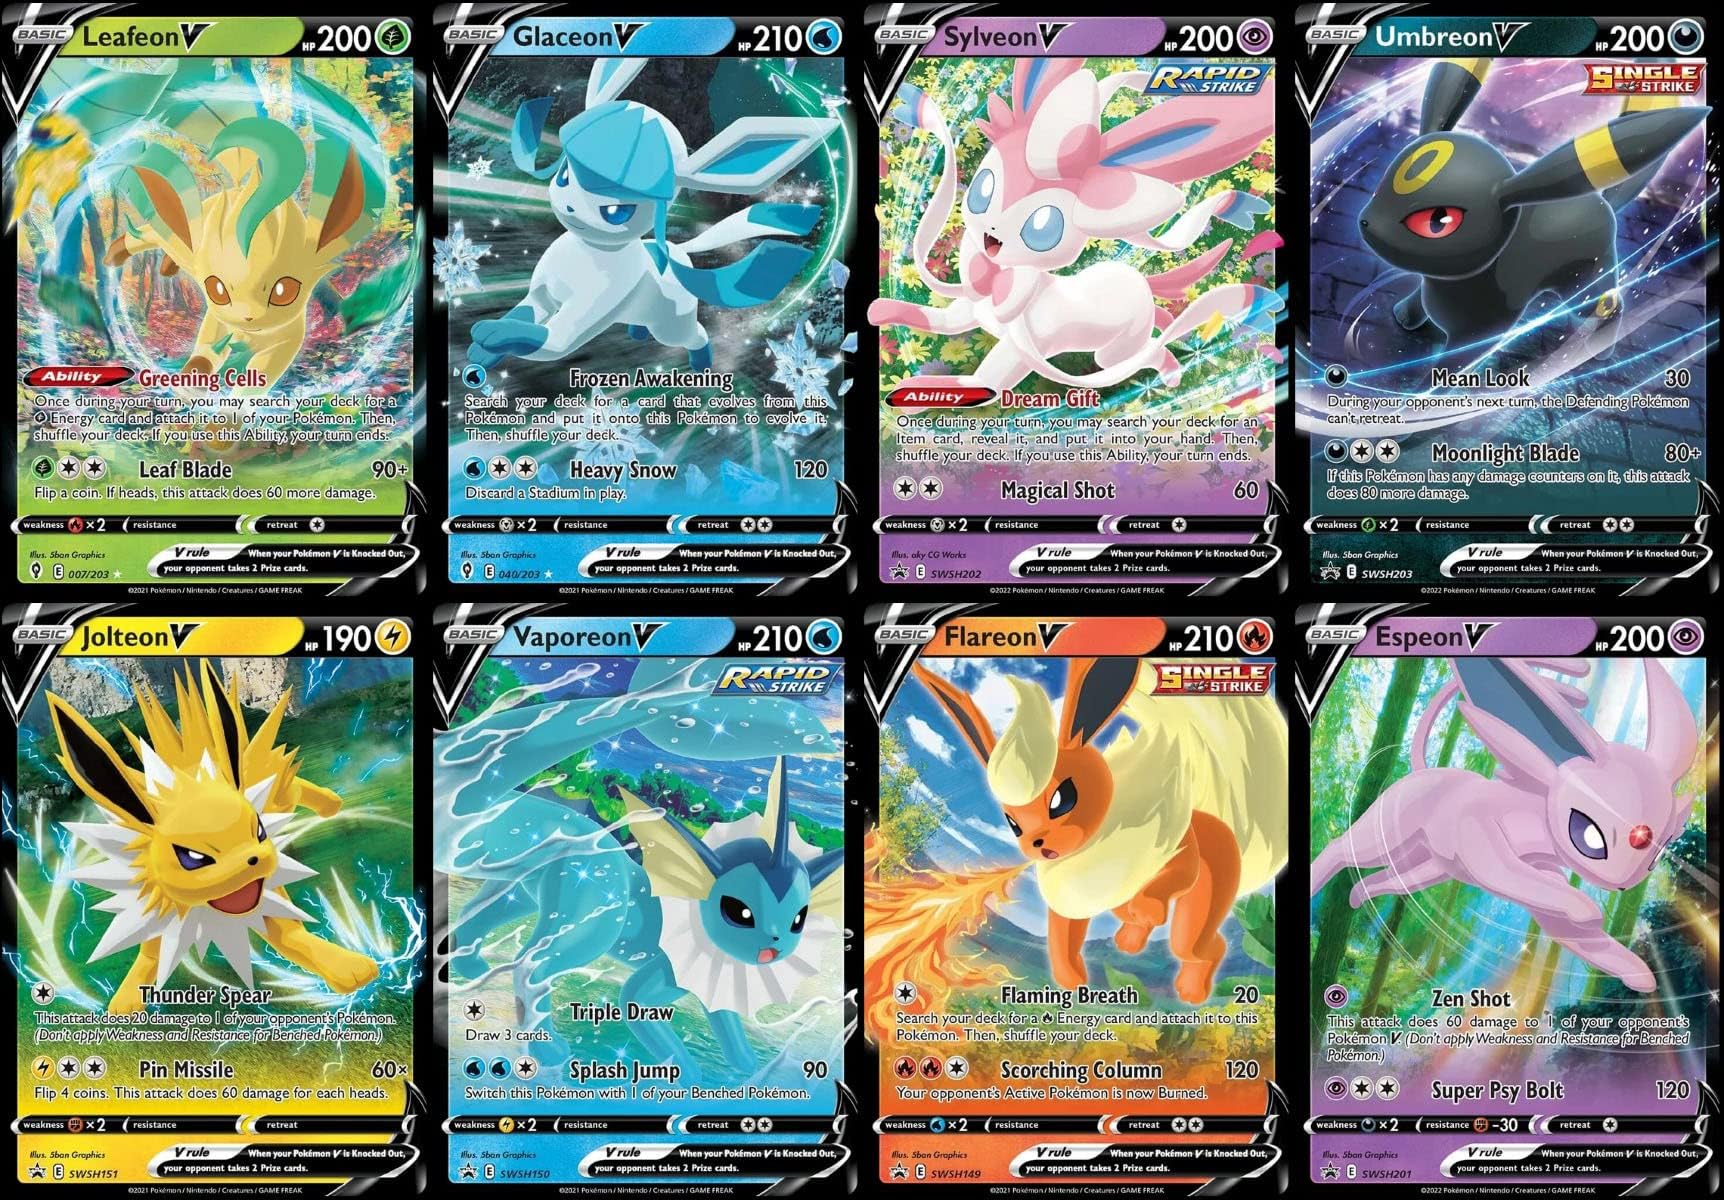 BASIC Leafeon V HP 200
Ability Greening Cells
Once during your turn, you may search your deck for a
Energy card and attach it to 1 of your Pokémon. Then,
shuffle your deck. If you use this Ability, your turn ends.
Leaf Blade 90+
Flip a coin. If heads, this attack does 60 more damage.
weakness ×2 resistance retreat
Illus. 5ban Graphics
E 007/203
V rule When your Pokémon V is Knocked Out,
your opponent takes 2 Prize cards.
©2021 Pokémon / Nintendo / Creatures / GAME FREAK
BASIC Glaceon V HP 210
Frozen Awakening
Search your deck for a card that evolves from this
Pokémon and put it onto this Pokémon to evolve it.
Then, shuffle your deck.
Heavy Snow 120
Discard a Stadium in play.
weakness ×2 resistance retreat
Illus. 5ban Graphics
E 040/203
V rule When your Pokémon V is Knocked Out,
your opponent takes 2 Prize cards.
©2021 Pokémon / Nintendo / Creatures / GAME FREAK
BASIC Sylveon V HP 200
RAPID
STRIKE
Ability Dream Gift
Once during your turn, you may search your deck for an
Item card, reveal it, and put it into your hand. Then,
shuffle your deck. If you use this Ability, your turn ends.
Magical Shot 60
weakness ×2 resistance retreat
Illus. aky CG Works
E SWSH202
V rule When your Pokémon V is Knocked Out,
your opponent takes 2 Prize cards.
©2022 Pokémon / Nintendo / Creatures / GAME FREAK
BASIC Umbreon V HP 200
SINGLE
STRIKE
Mean Look 30
During your opponent's next turn, the Defending Pokémon
can't retreat.
Moonlight Blade 80+
If this Pokémon has any damage counters on it, this attack
does 80 more damage.
weakness ×2 resistance retreat
Illus. 5ban Graphics
E SWSH203
V rule When your Pokémon V is Knocked Out,
your opponent takes 2 Prize cards.
©2022 Pokémon / Nintendo / Creatures / GAME FREAK
BASIC Jolteon V HP 190
Thunder Spear
This attack does 20 damage to 1 of your opponent's Pokémon.
(Don't apply Weakness and Resistance for Benched Pokémon.)
Pin Missile 60×
Flip 4 coins. This attack does 60 damage for each heads.
weakness ×2 resistance retreat
Illus. 5ban Graphics
E SWSH151
V rule When your Pokémon V is Knocked Out,
your opponent takes 2 Prize cards.
©2021 Pokémon / Nintendo / Creatures / GAME FREAK
BASIC Vaporeon V HP 210
RAPID
STRIKE
Triple Draw
Draw 3 cards.
Splash Jump 90
Switch this Pokémon with 1 of your Benched Pokémon.
weakness ×2 resistance retreat
Illus. 5ban Graphics
E SWSH150
V rule When your Pokémon V is Knocked Out,
your opponent takes 2 Prize cards.
©2021 Pokémon / Nintendo / Creatures / GAME FREAK
BASIC Flareon V HP 210
SINGLE
STRIKE
Flaming Breath 20
Search your deck for a Energy card and attach it to this
Pokémon. Then, shuffle your deck.
Scorching Column 120
Your opponent's Active Pokémon is now Burned.
weakness ×2 resistance retreat
Illus. 5ban Graphics
E SWSH149
V rule When your Pokémon V is Knocked Out,
your opponent takes 2 Prize cards.
©2021 Pokémon / Nintendo / Creatures / GAME FREAK
BASIC Espeon V HP 200
Zen Shot
This attack does 60 damage to 1 of your opponent's
Pokémon V. (Don't apply Weakness and Resistance for Benched
Pokémon.)
Super Psy Bolt 120
weakness ×2 resistance -30 retreat
Illus. 5ban Graphics
E SWSH201
V rule When your Pokémon V is Knocked Out,
your opponent takes 2 Prize cards.
©2022 Pokémon / Nintendo / Creatures / GAME FREAK